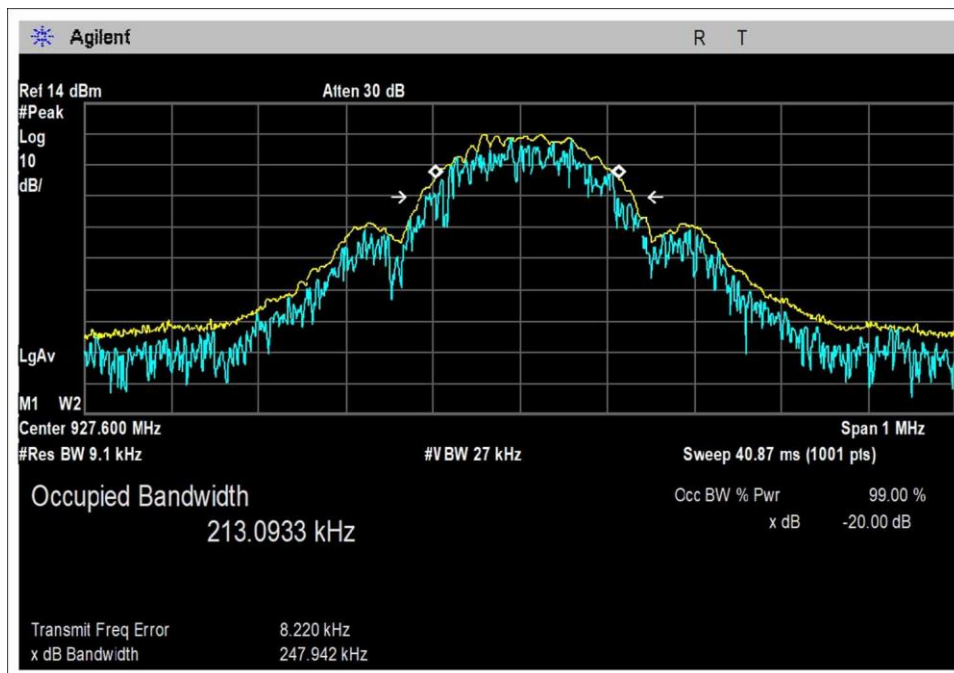 Agilent R T
Ref 14 dBm Atten 30 dB
#Peak
Log
10
dB/
LgAv
M1 W2
Center 927.600 MHz Span 1 MHz
#Res BW 9.1 kHz #VBW 27 kHz Sweep 40.87 ms (1001 pts)
Occupied Bandwidth Occ BW % Pwr 99.00 %
213.0933 kHz x dB -20.00 dB
Transmit Freq Error 8.220 kHz
x dB Bandwidth 247.942 kHz